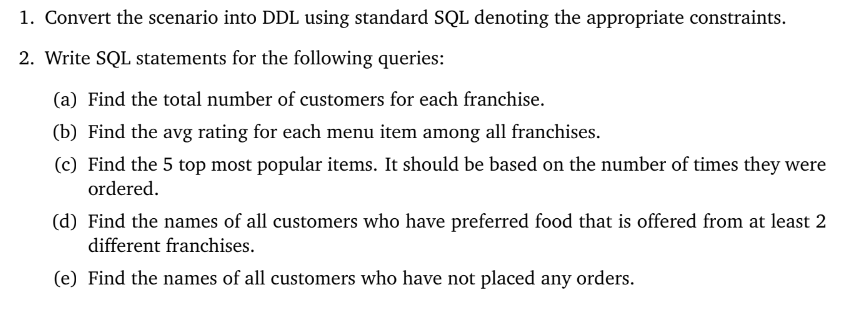 1. Convert the scenario into DDL using standard SQL denoting the appropriate constraints.
2. Write SQL statements for the following queries:
(a) Find the total number of customers for each franchise.
(b) Find the avg rating for each menu item among all franchises.
(c) Find the 5 top most popular items. It should be based on the number of times they were
ordered.
(d) Find the names of all customers who have preferred food that is offered from at least 2
different franchises.
(e) Find the names of all customers who have not placed any orders.